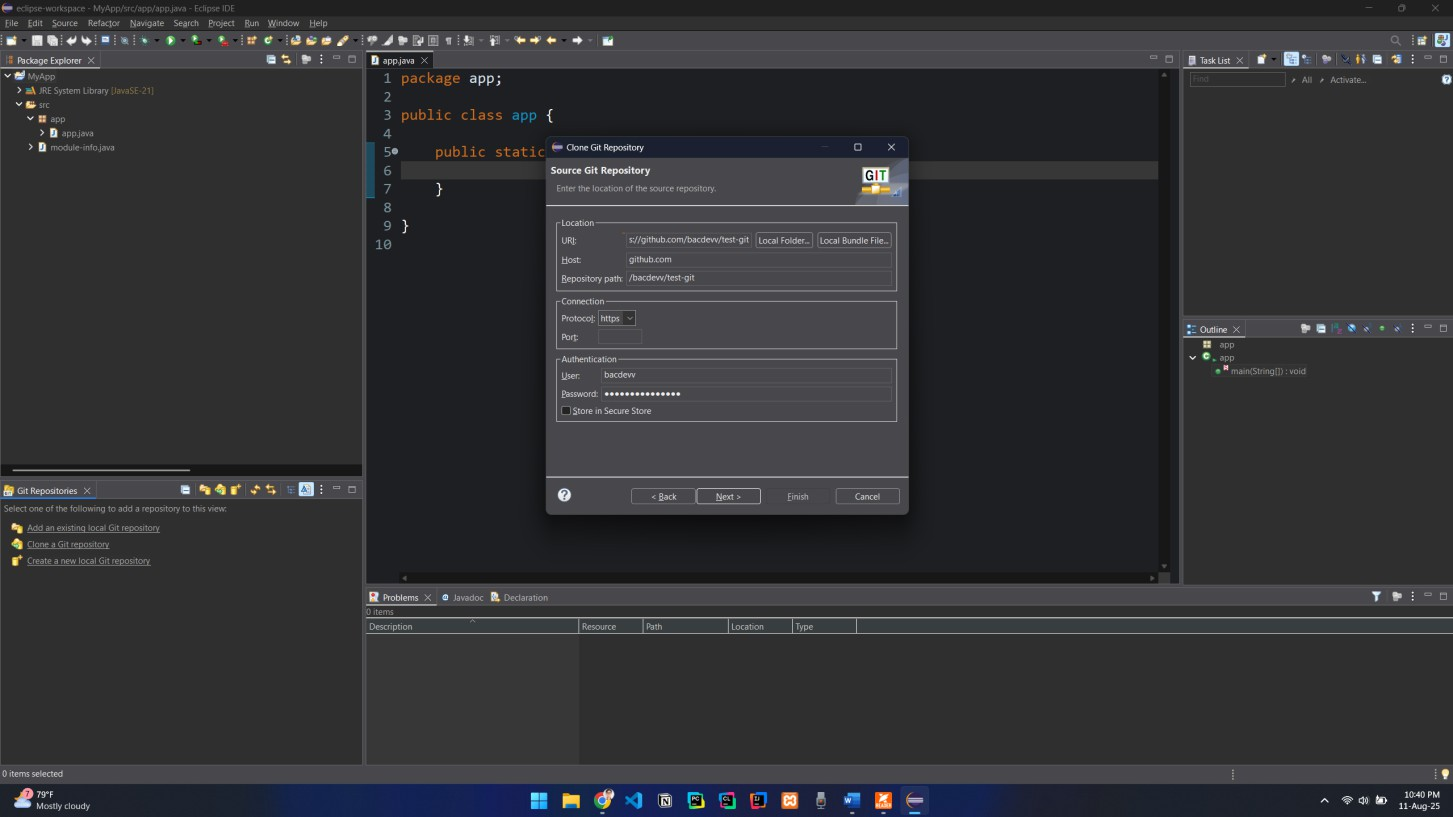 eclipse-workspace - MyApp/src/app/app.java - Eclipse IDE
File Edit Source Refactor Navigate Search Project Run Window Help
Package Explorer
MyApp
JRE System Library [JavaSE-21]
src
app
app.java
module-info.java
Git Repositories
Select one of the following to add a repository to this view:
Add an existing local Git repository
Clone a Git repository
Create a new local Git repository
app.java
1 package app;
2
3 public class app {
4
5 public static
6
7 }
8
9 }
10
Clone Git Repository
Source Git Repository
Enter the location of the source repository.
GIT
Location
URI: s://github.com/bacdevv/test-git Local Folder... Local Bundle File...
Host: github.com
Repository path: /bacdevv/test-git
Connection
Protocol: https
Port:
Authentication
User: bacdevv
Password: ●●●●●●●●●●●●●●●
Store in Secure Store
< Back Next > Finish Cancel
Task List
Find All Activate...
Outline
app
app
main(String[]) : void
Problems Javadoc Declaration
0 items
Description Resource Path Location Type
0 items selected
7 79°F
Mostly cloudy
10:40 PM
11-Aug-25